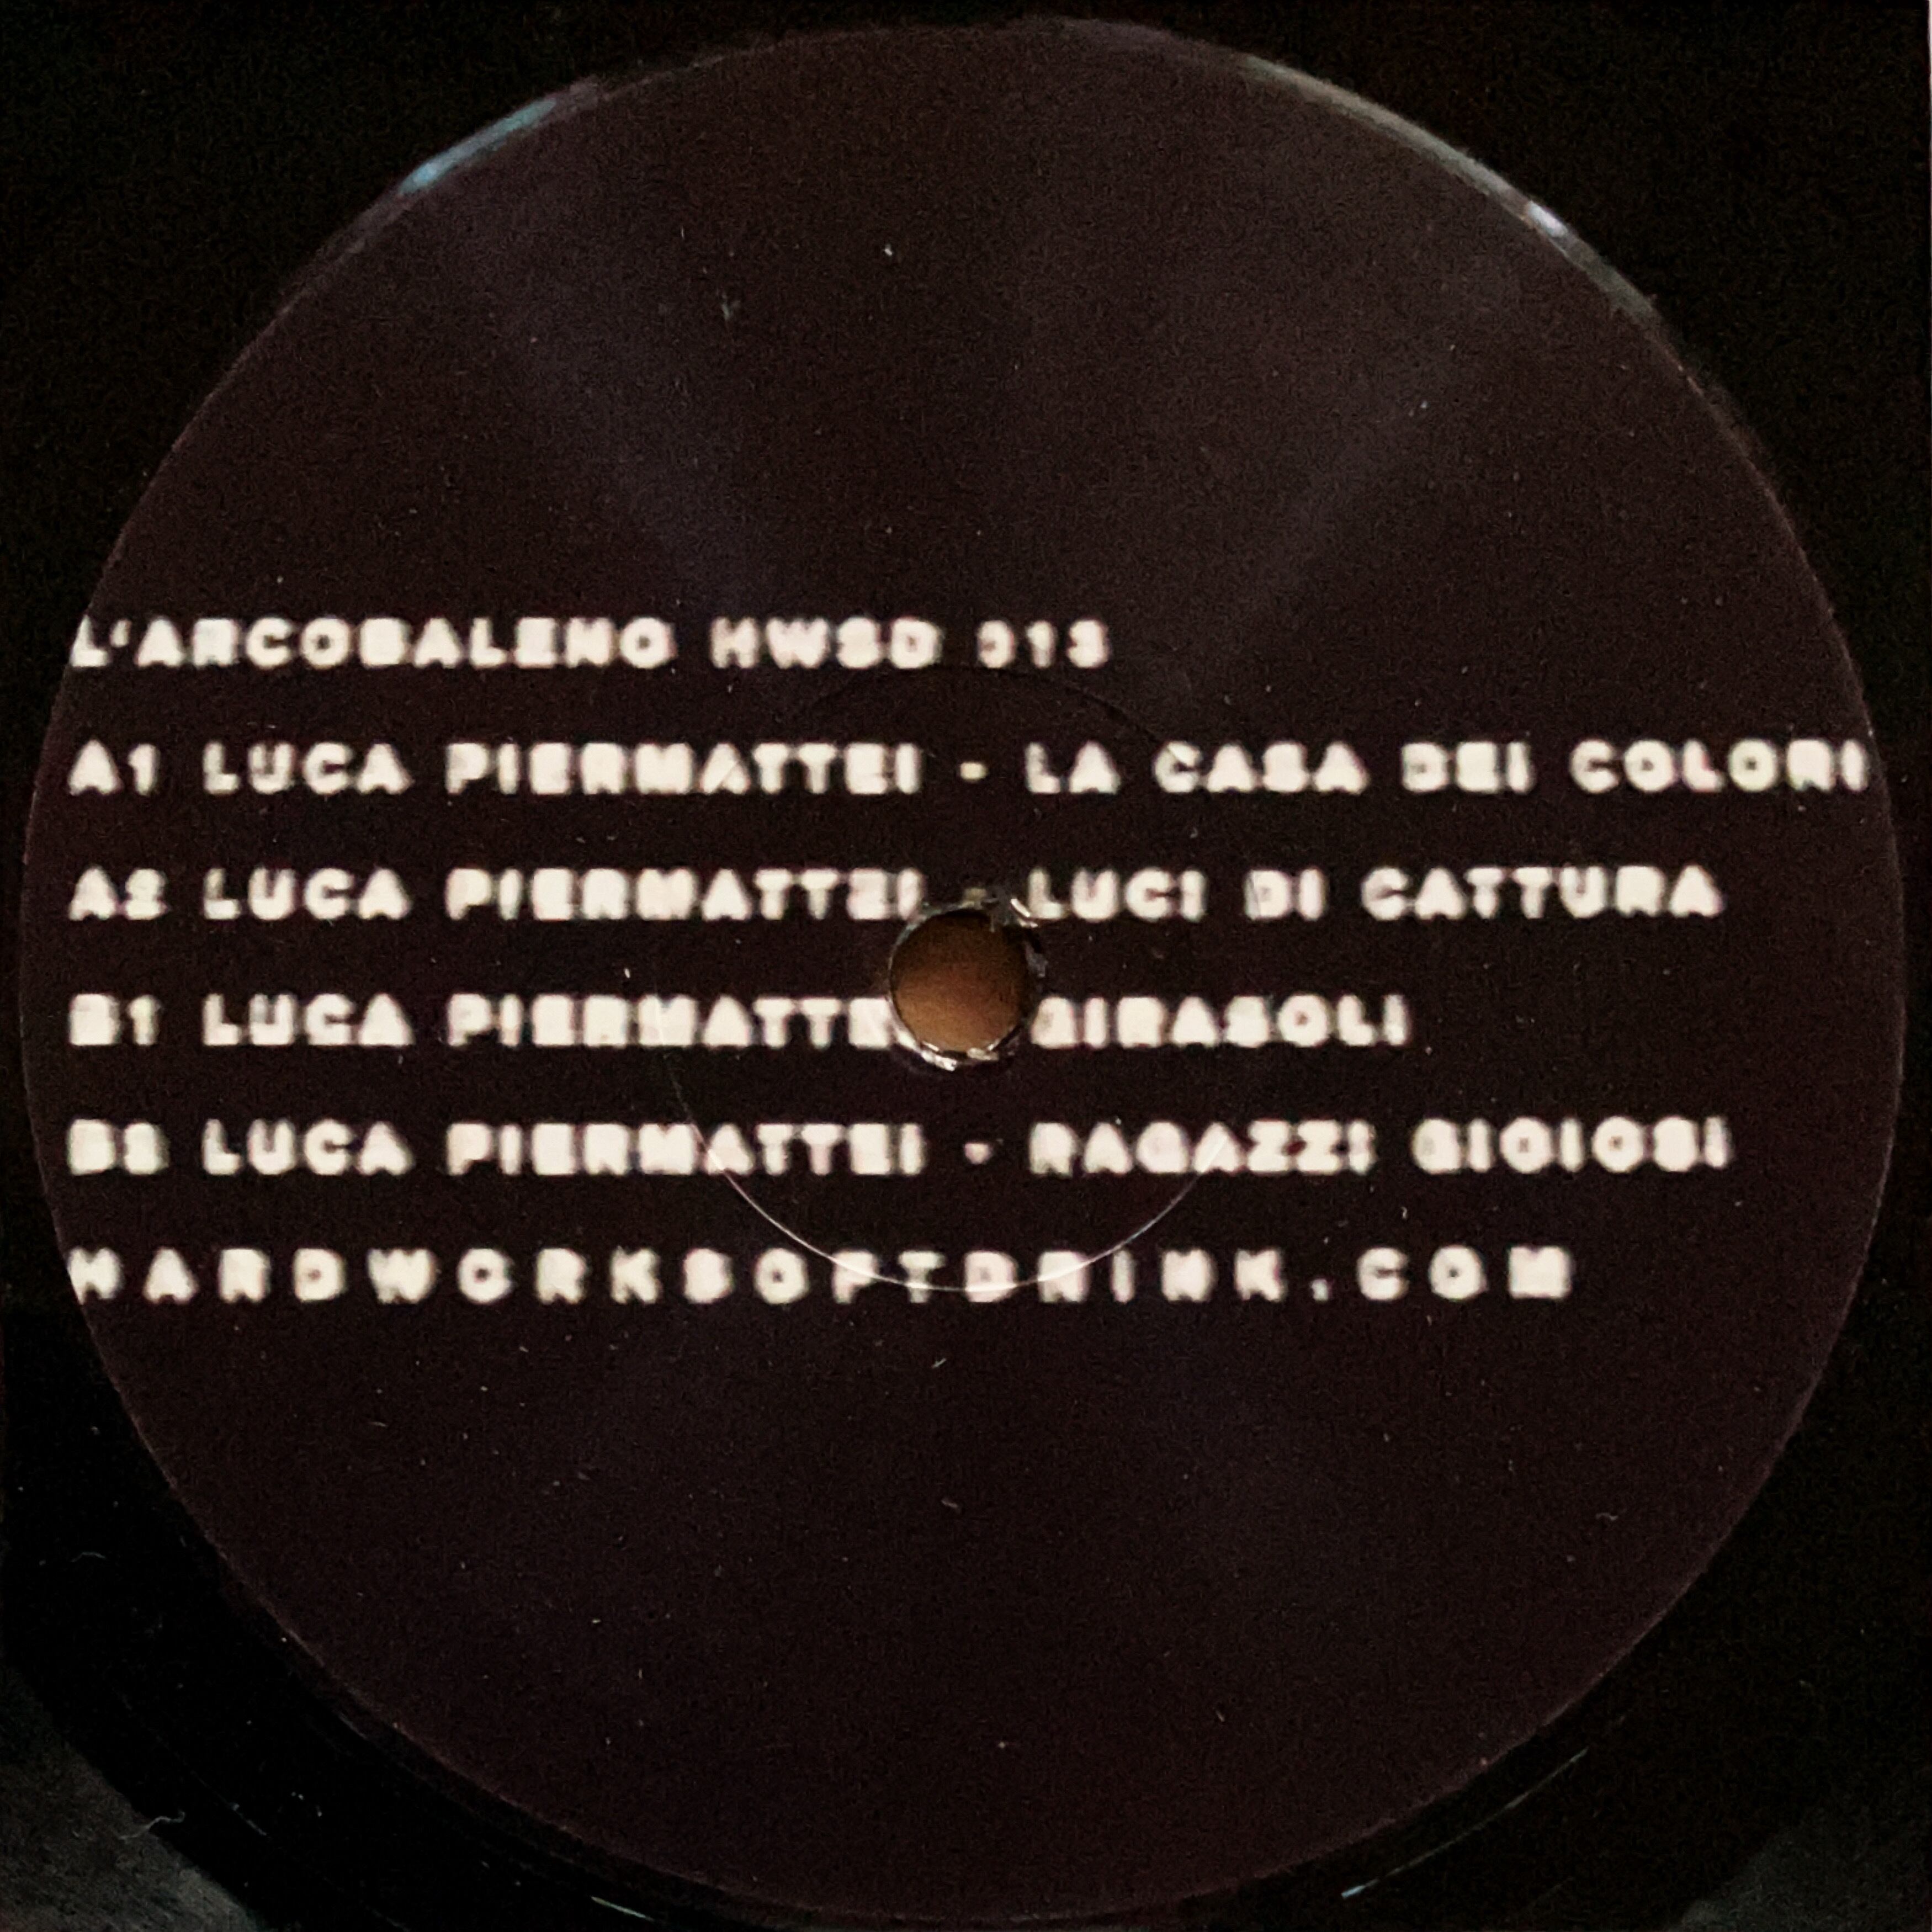 L'ARCOBALENO HWSD 013
A1 LUCA PIERMATTEI - LA CASA DEI COLORI
A2 LUCA PIERMATTEI - LUCI DI CATTURA
B1 LUCA PIERMATTEI GIRASOLI
B2 LUCA PIERMATTEI - RAGAZZI GIOIOSI
HARDWORKSOFTDRINK.COM